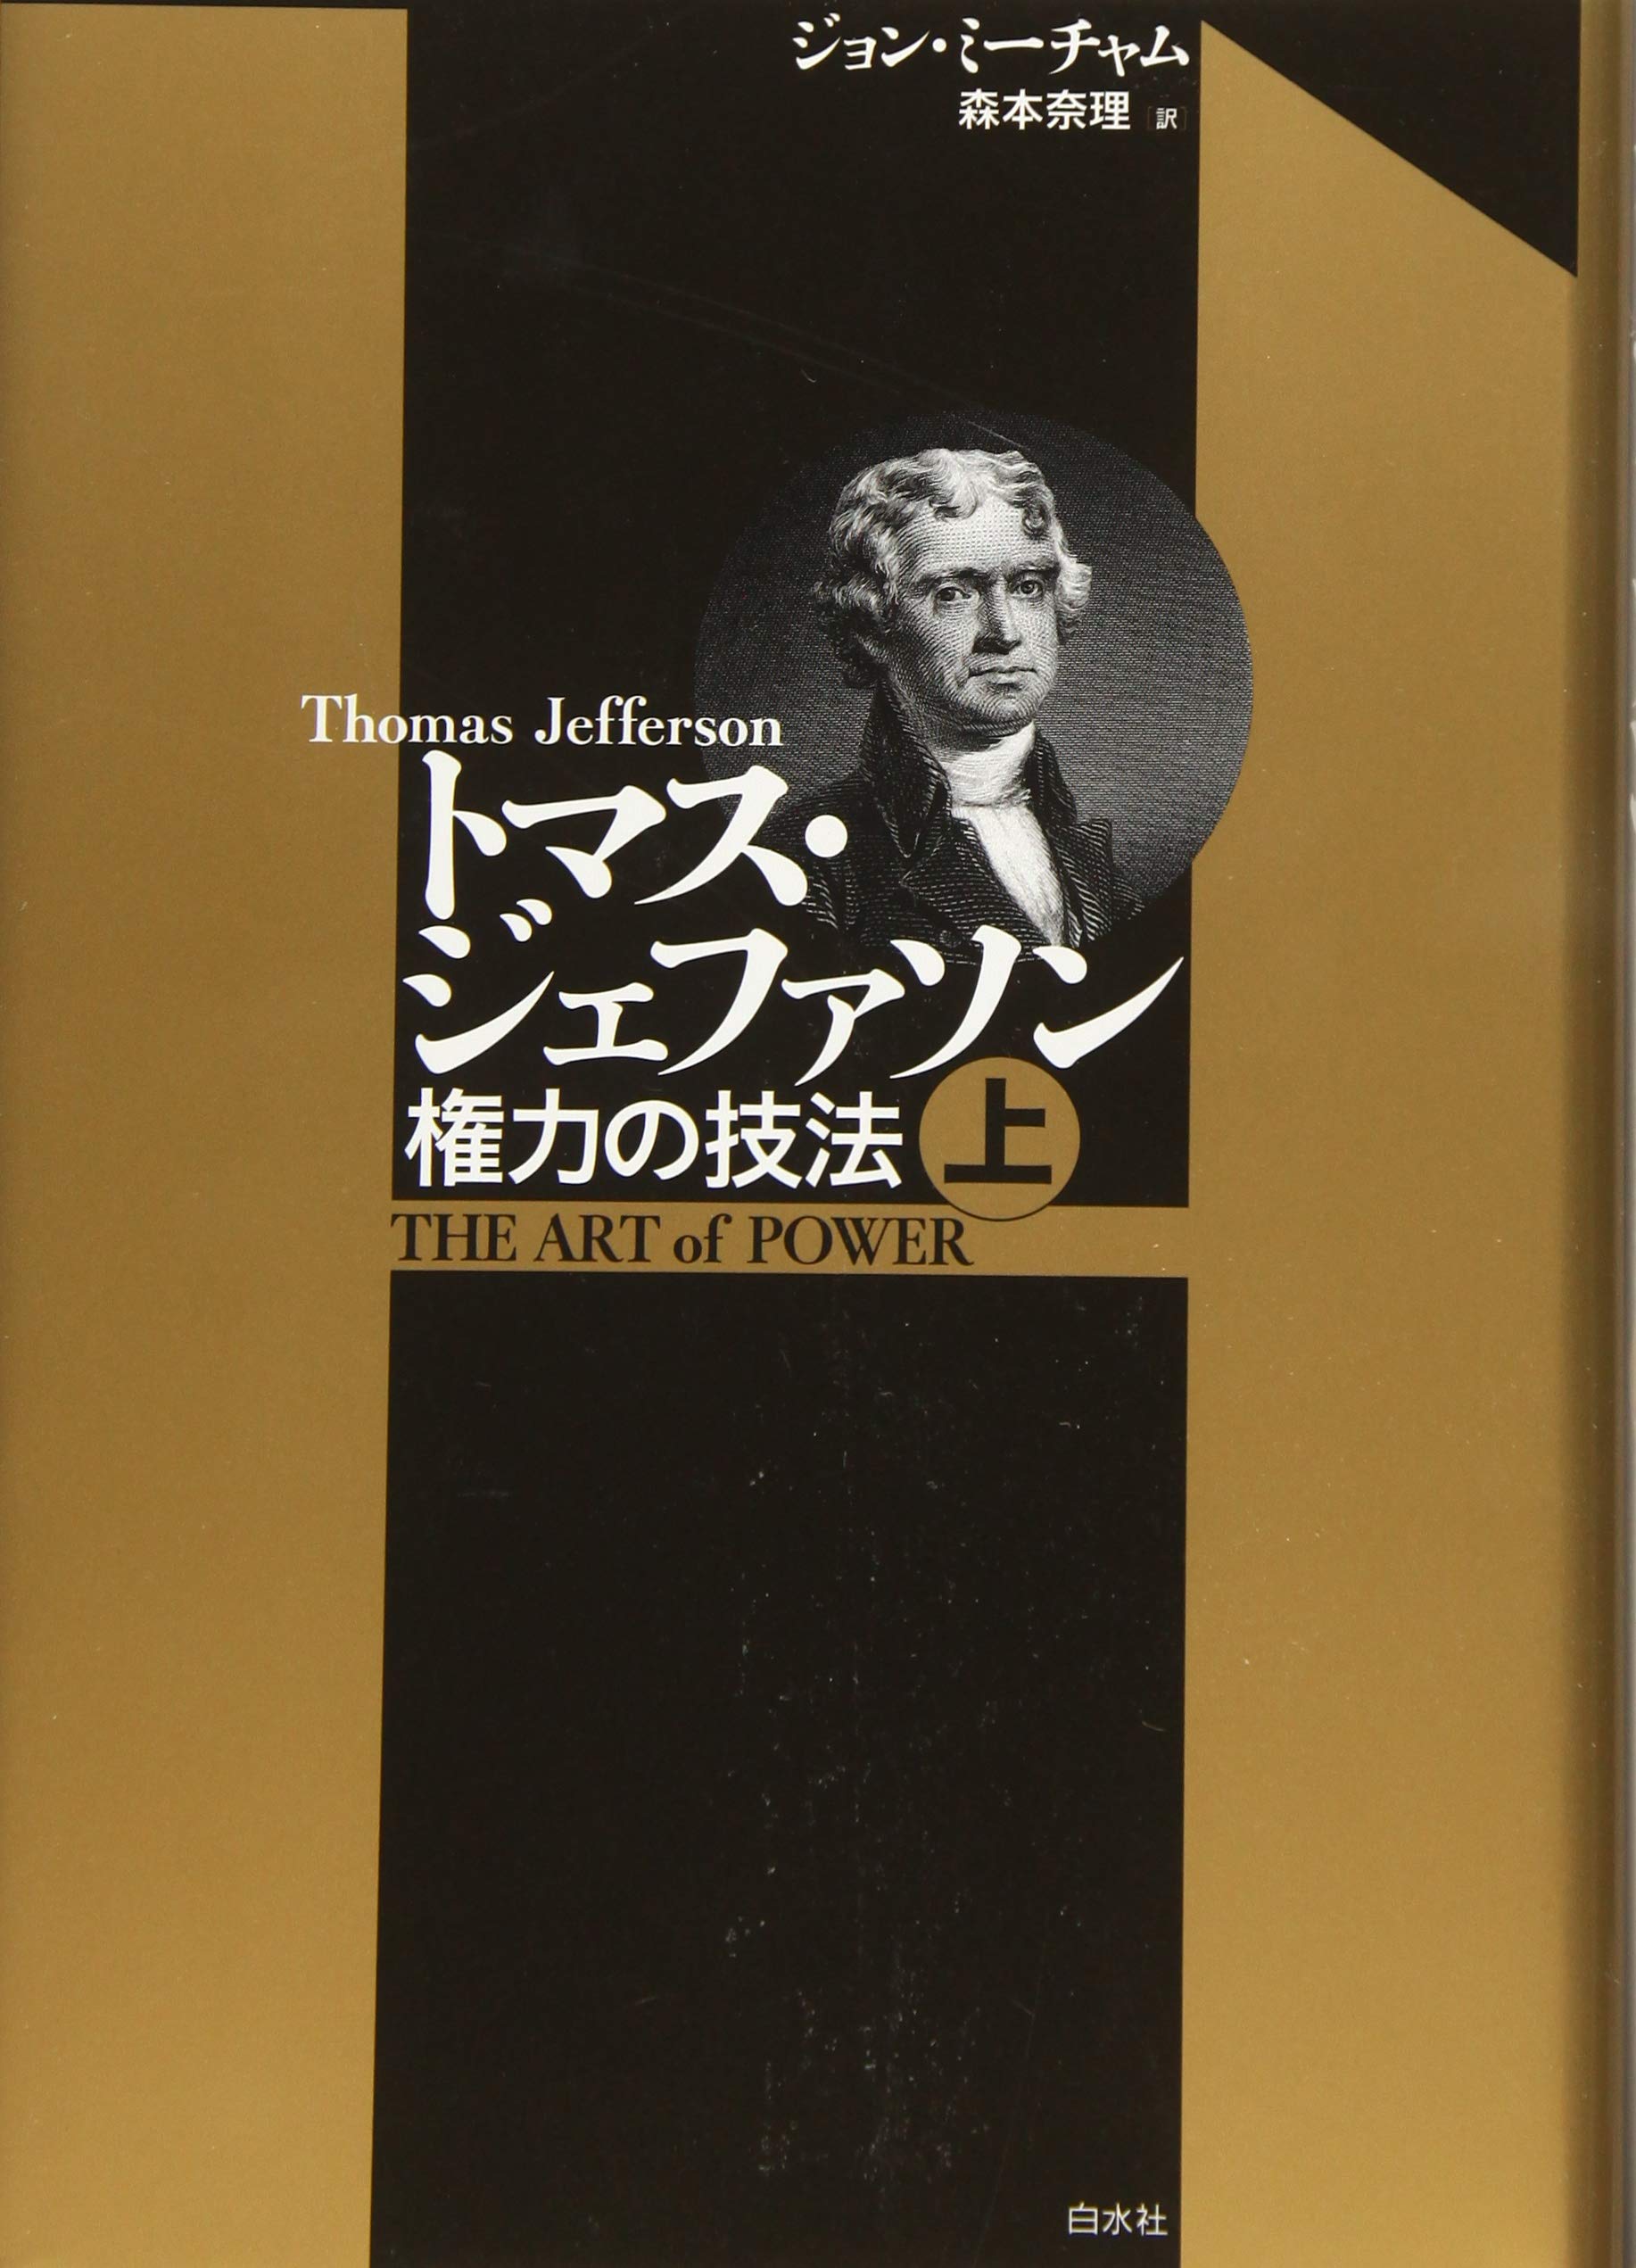 ジョン・ミーチャム
森本奈理［訳］
Thomas Jefferson
トマス・
ジェファソン
権力の技法 上
THE ART of POWER
白水社